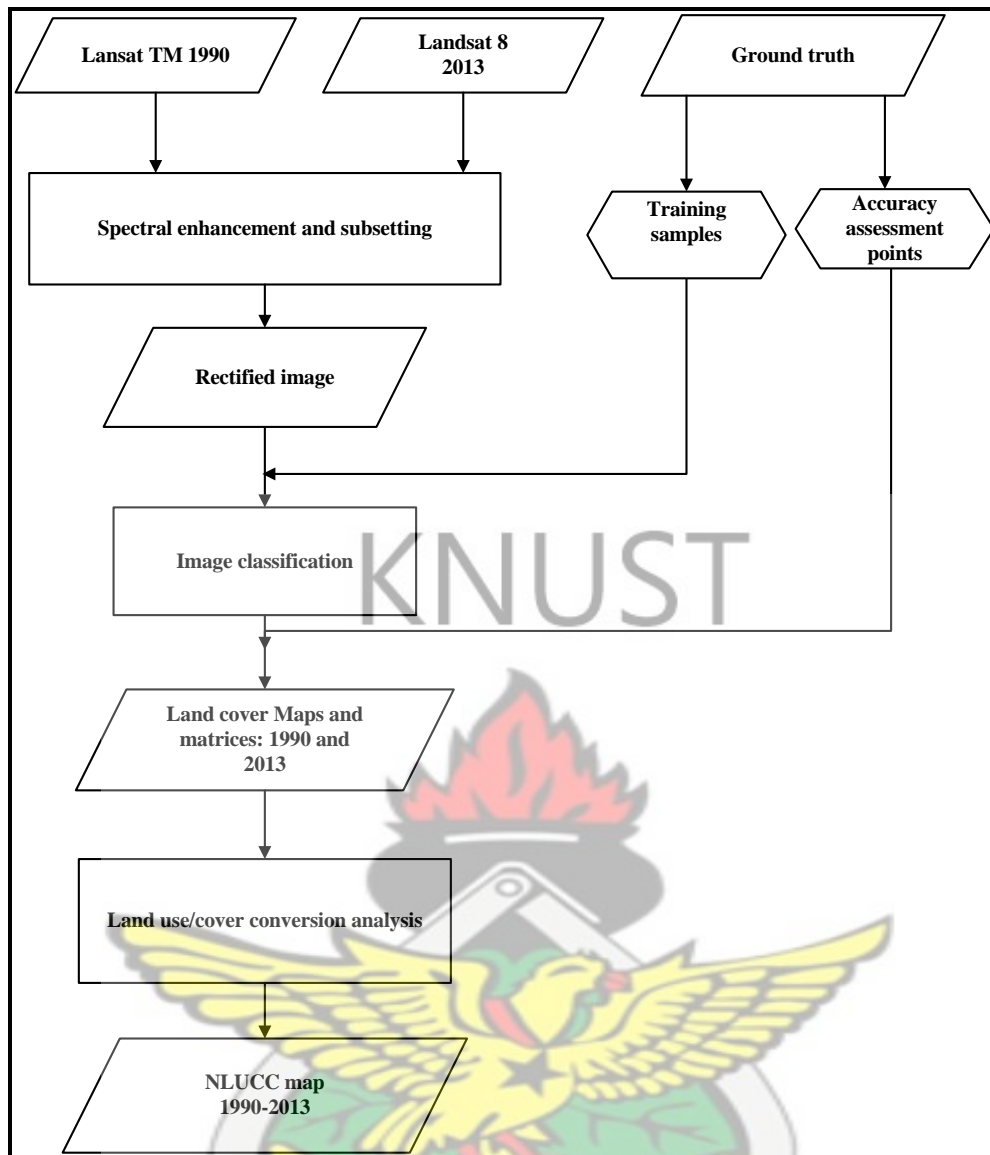 Lansat TM 1990
Landsat 8
2013
Ground truth
Spectral enhancement and subsetting
Training
samples
Accuracy
assessment
points
Rectified image
Image classification
KNUST
Land cover Maps and
matrices: 1990 and
2013
Land use/cover conversion analysis
NLUCC map
1990-2013